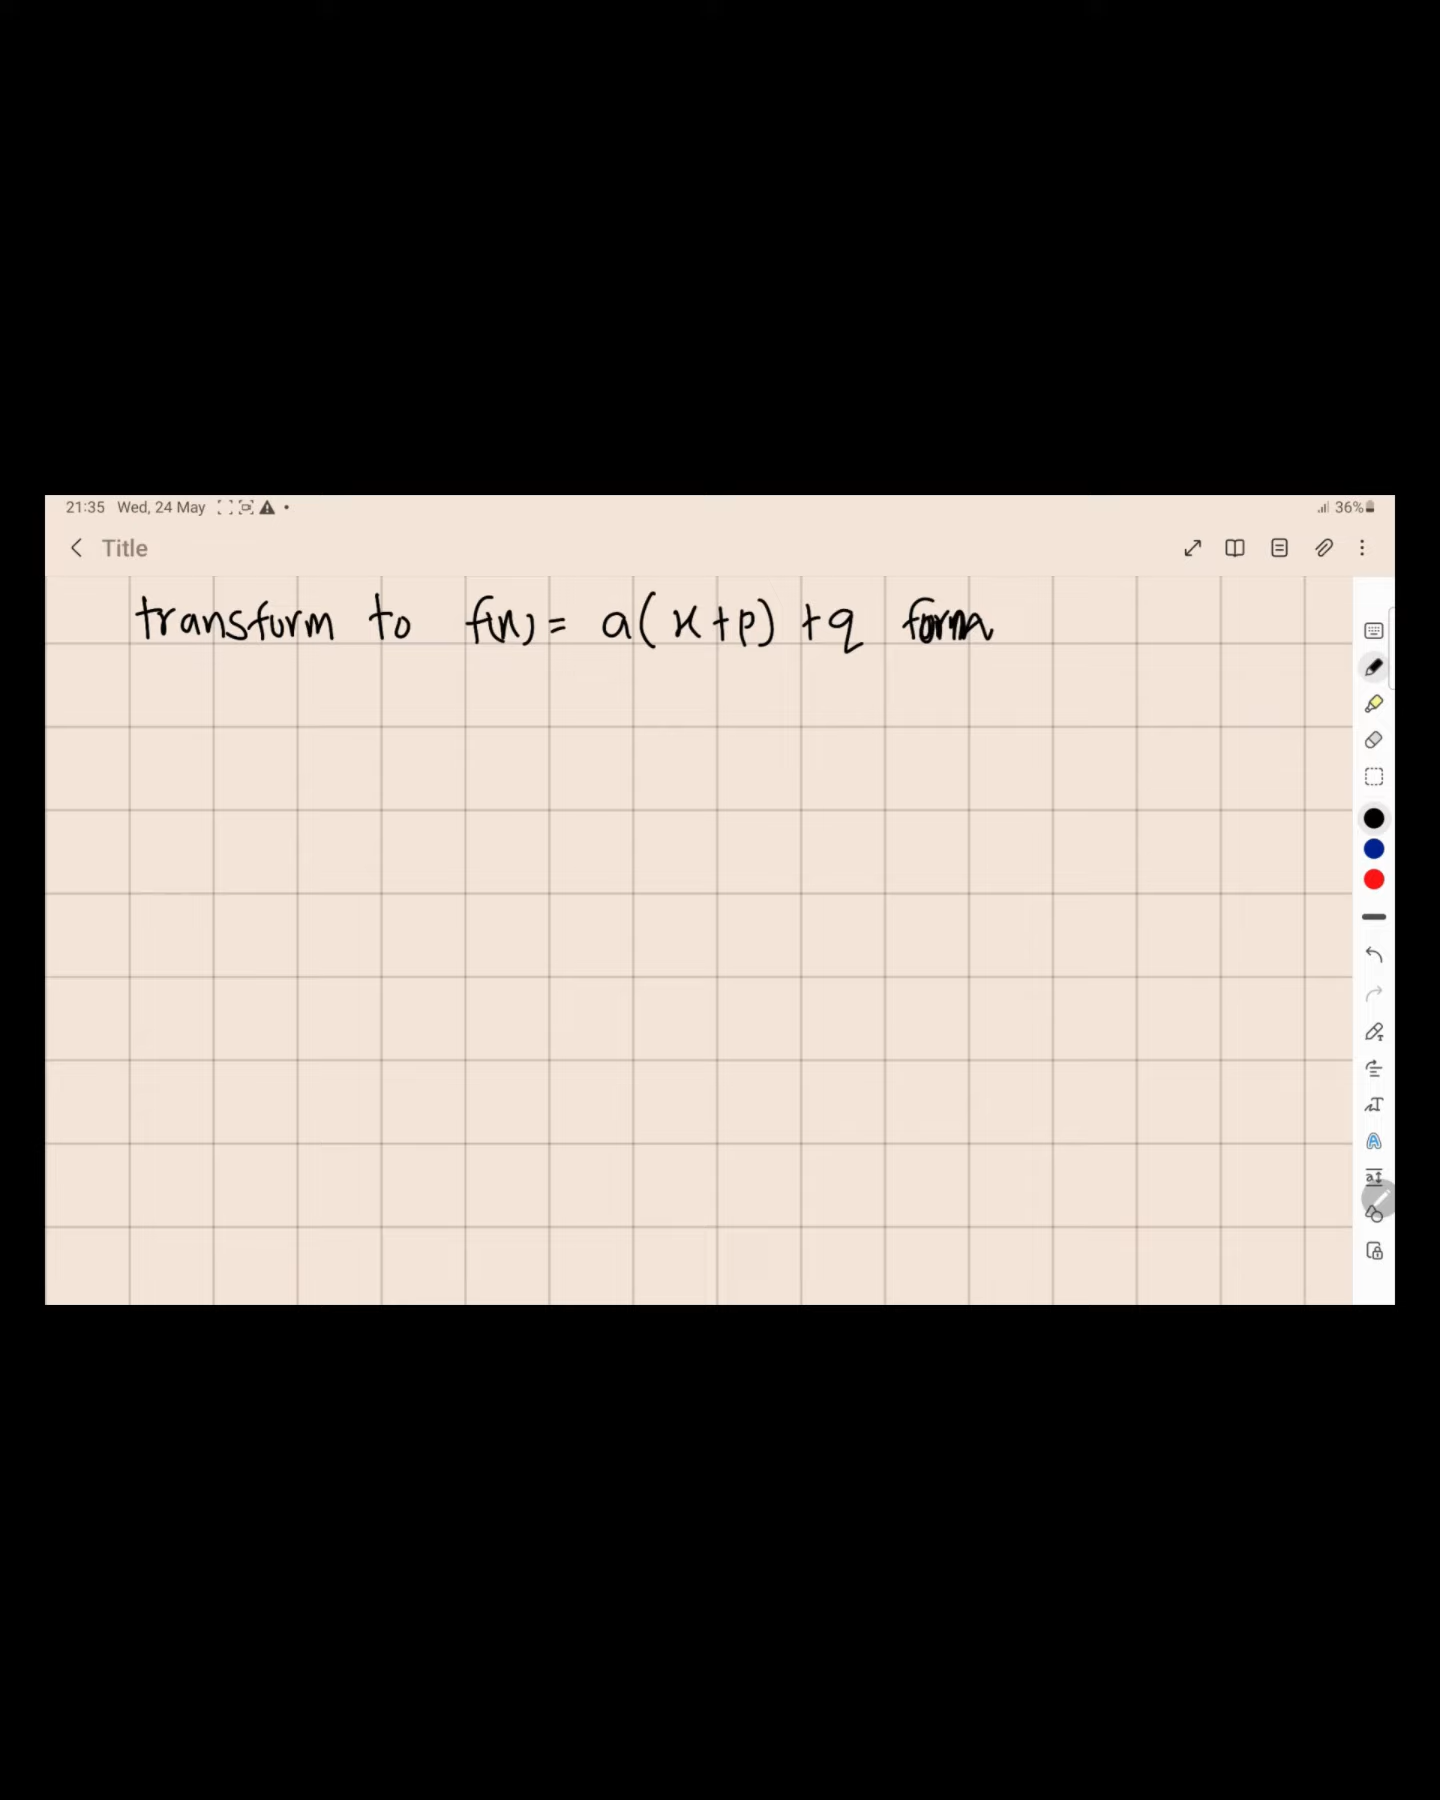 21:35 Wed, 24 May 36%
Title
transform to f(x) = a(x+p) +q form